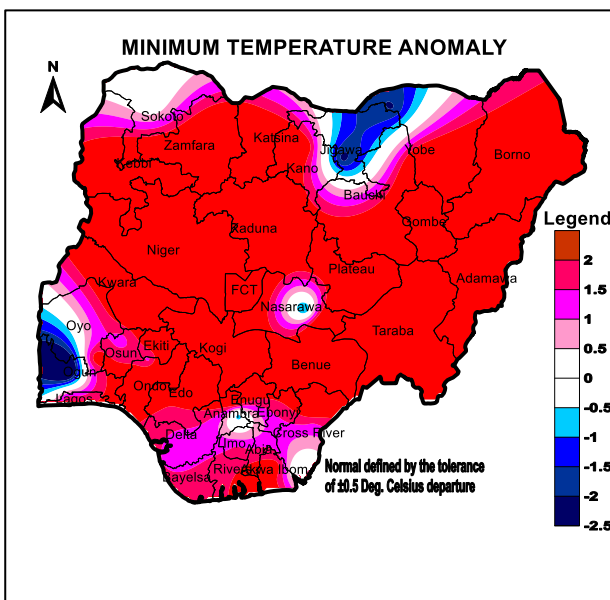 MINIMUM TEMPERATURE ANOMALY
N
Sokoto
Zamfara
Katsina
Kebbi
Kano
Jigawa
Yobe
Borno
Bauchi
Gombe
Kaduna
Niger
Plateau
Adamawa
Kwara
FCT
Nasarawa
Taraba
Oyo
Osun
Ekiti
Kogi
Benue
Ogun
Ondo
Edo
Enugu
Lagos
Anambra
Ebony
Delta
Imo
Abia
Cross River
Bayelsa
Rivers
Akwa Ibom
Legend
2
1.5
1
0.5
0
-0.5
-1
-1.5
-2
-2.5
Normal defined by the tolerance
of ±0.5 Deg. Celsius departure